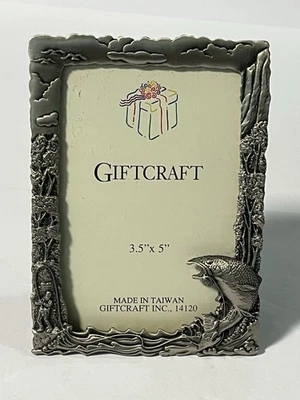 GIFTCRAFT
3.5"x 5"
MADE IN TAIWAN
GIFTCRAFT INC., 14120